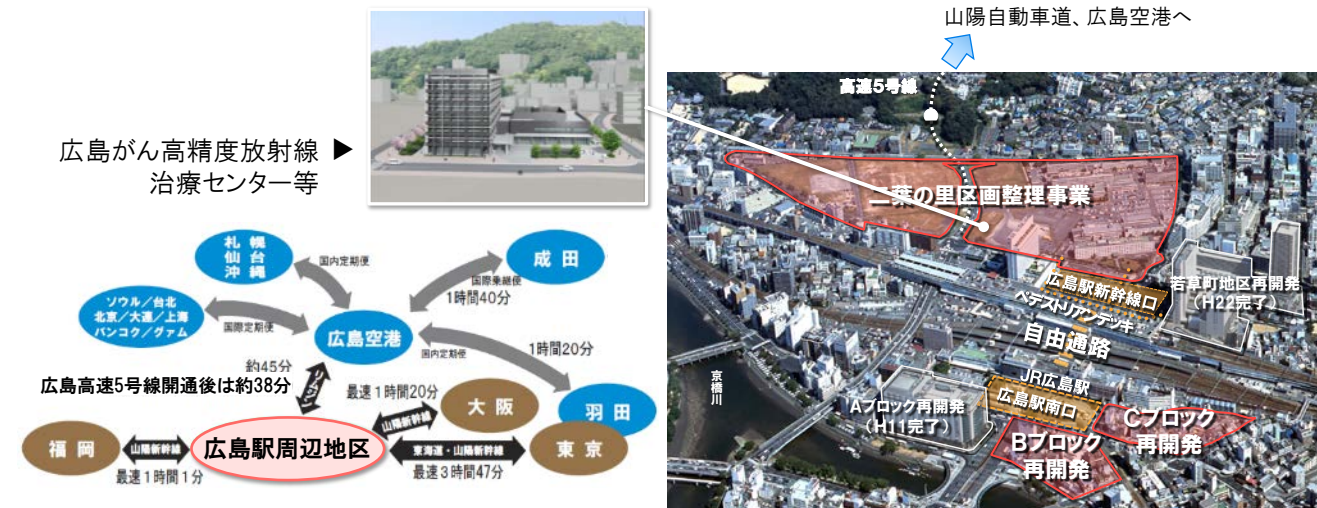 山陽自動車道、広島空港へ
広島がん高精度放射線 ▶
治療センター等
高速5号線
二葉の里区画整理事業
広島駅新幹線口
ペデストリアンデッキ
自由通路
若草町地区再開発
（H22完了）
JR広島駅
広島駅南口
京橋川
Aブロック再開発
（H11完了）
Bブロック
再開発
Cブロック
再開発
札幌
仙台
沖縄
国内定期便
成田
国際乗継便
1時間40分
ソウル／台北
北京／大連／上海
バンコク／グァム
国際定期便
広島空港
国内定期便
1時間20分
約45分
広島高速5号線開通後は約38分
リムジン
最速1時間20分
大阪
羽田
山陽新幹線
福岡
山陽新幹線
広島駅周辺地区
東海道・山陽新幹線
東京
最速1時間1分
最速3時間47分